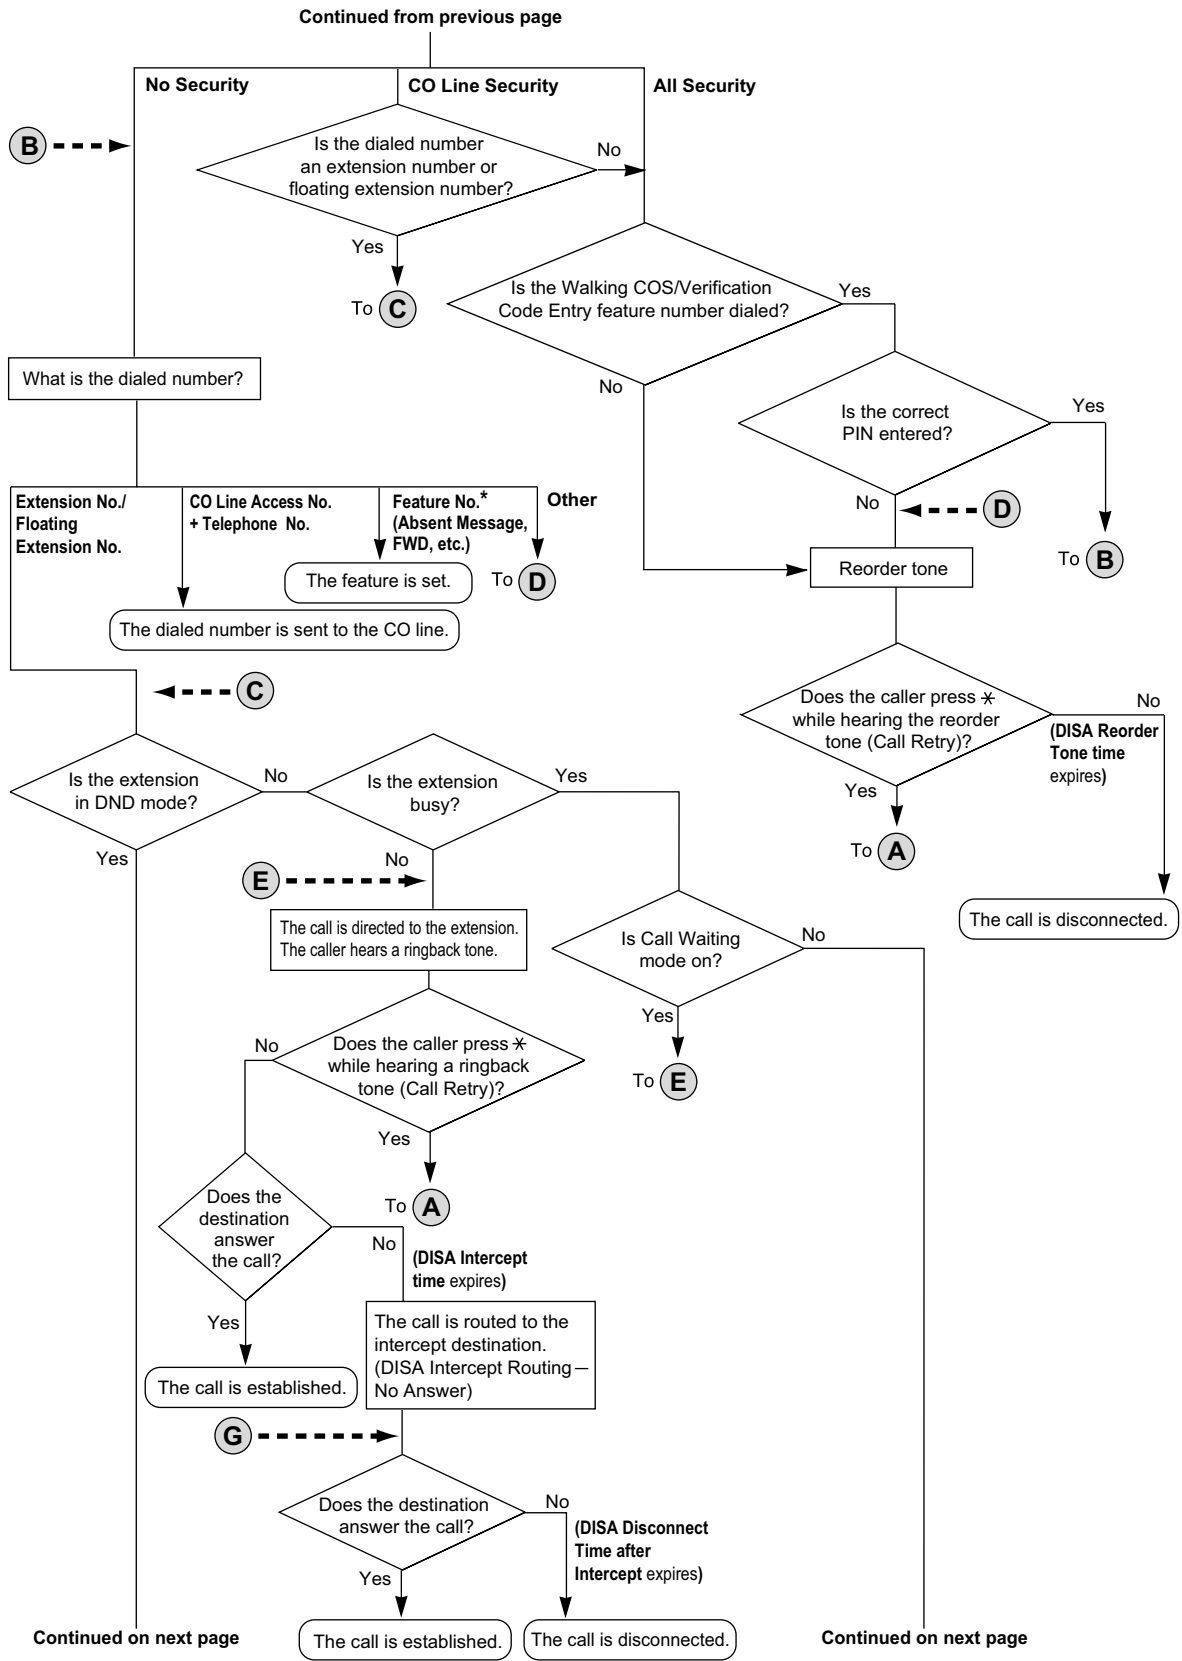 Continued from previous page
No Security
CO Line Security
All Security
B
Is the dialed number
an extension number or
floating extension number?
No
Yes
To C
Is the Walking COS/Verification
Code Entry feature number dialed?
Yes
No
What is the dialed number?
Is the correct
PIN entered?
Yes
No
D
To B
Extension No./
Floating
Extension No.
CO Line Access No.
+ Telephone No.
Feature No.*
(Absent Message,
FWD, etc.)
Other
The feature is set.
To D
Reorder tone
The dialed number is sent to the CO line.
C
Does the caller press *
while hearing the reorder
tone (Call Retry)?
No
(DISA Reorder
Tone time
expires)
Yes
To A
The call is disconnected.
Is the extension
in DND mode?
No
Yes
Is the extension
busy?
Yes
No
E
The call is directed to the extension.
The caller hears a ringback tone.
Is Call Waiting
mode on?
No
Yes
To E
Does the caller press *
while hearing a ringback
tone (Call Retry)?
No
Yes
To A
Does the
destination
answer
the call?
No
(DISA Intercept
time expires)
Yes
The call is established.
The call is routed to the
intercept destination.
(DISA Intercept Routing—
No Answer)
G
Does the destination
answer the call?
No
(DISA Disconnect
Time after
Intercept expires)
Yes
The call is established.
The call is disconnected.
Continued on next page
Continued on next page